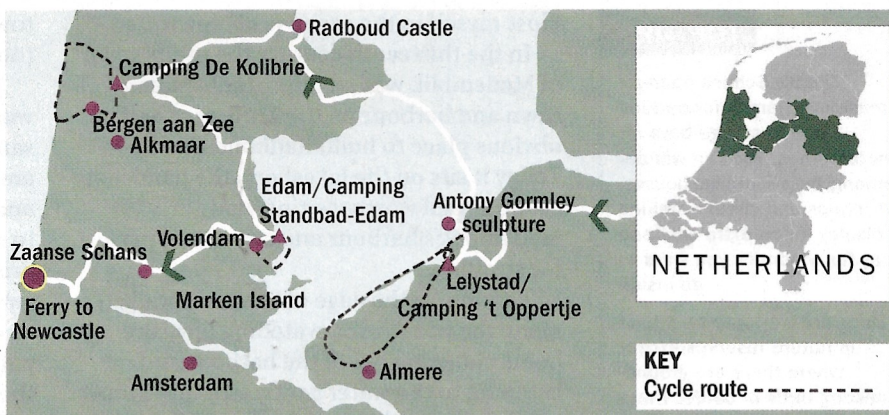 Radboud Castle
Camping De Kolibrie
Bergen aan Zee
Alkmaar
Edam/Camping
Standbad-Edam
Antony Gormley
sculpture
Volendam
Zaanse Schans
Marken Island
Lelystad/
Camping ‘t Oppertje
Ferry to
Newcastle
Amsterdam
Almere
NETHERLANDS
KEY
Cycle route